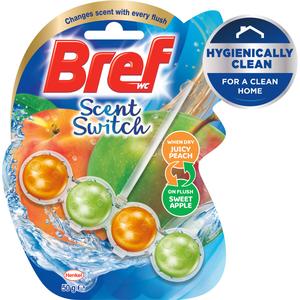 Changes scent with every flush
Bref
WC
Scent
Switch
HYGIENICALLY
CLEAN
FOR A CLEAN
HOME
WHEN DRY
JUICY
PEACH
ON FLUSH
SWEET
APPLE
Henkel
50 g e